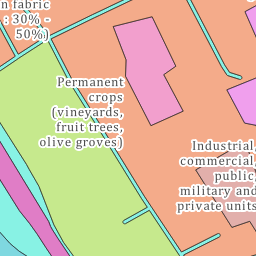 n fabric
: 30% -
50%)
Permanent
crops
(vineyards,
fruit trees,
olive groves)
Industrial,
commercial,
public,
military and
private units